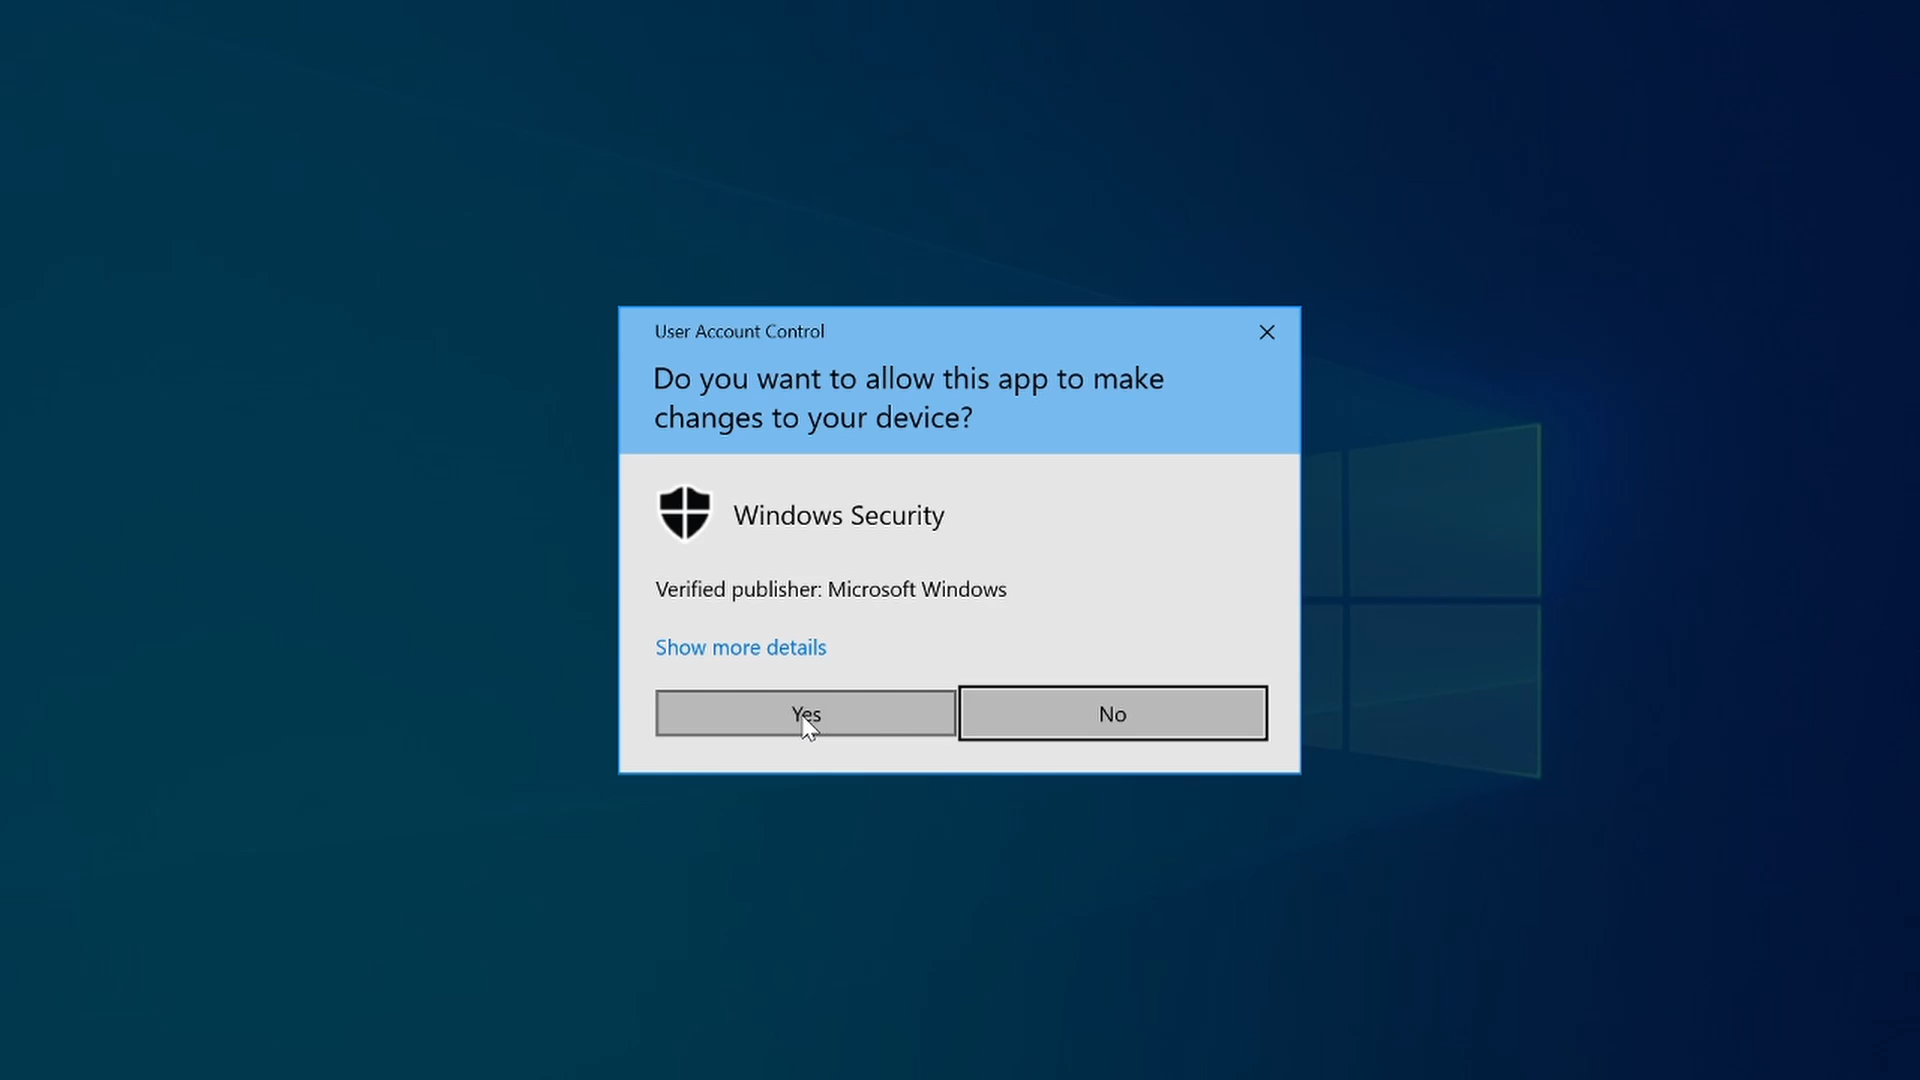 User Account Control
Do you want to allow this app to make
changes to your device?
Windows Security
Verified publisher: Microsoft Windows
Show more details
Yes
No